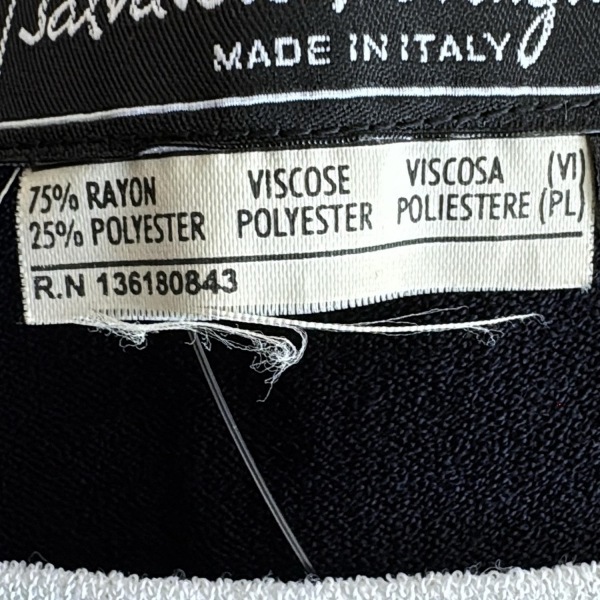 MADE IN ITALY
75% RAYON VISCOSE VISCOSA (VI)
25% POLYESTER POLYESTER POLIESTERE (PL)
R.N 136180843